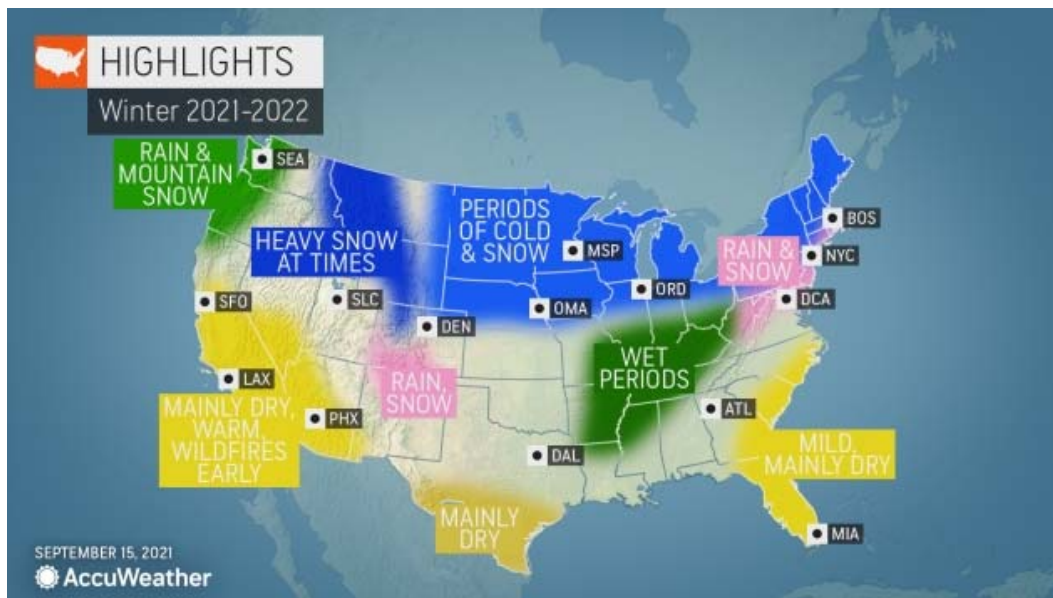 HIGHLIGHTS
Winter 2021-2022
RAIN &
MOUNTAIN
SNOW
SEA
HEAVY SNOW
AT TIMES
PERIODS
OF COLD
& SNOW
MSP
BOS
RAIN &
SNOW
NYC
SFO
SLC
DEN
OMA
ORD
DCA
RAIN,
SNOW
WET
PERIODS
LAX
MAINLY DRY,
WARM,
WILDFIRES
EARLY
PHX
DAL
ATL
MILD,
MAINLY DRY
MAINLY
DRY
MIA
SEPTEMBER 15, 2021
AccuWeather